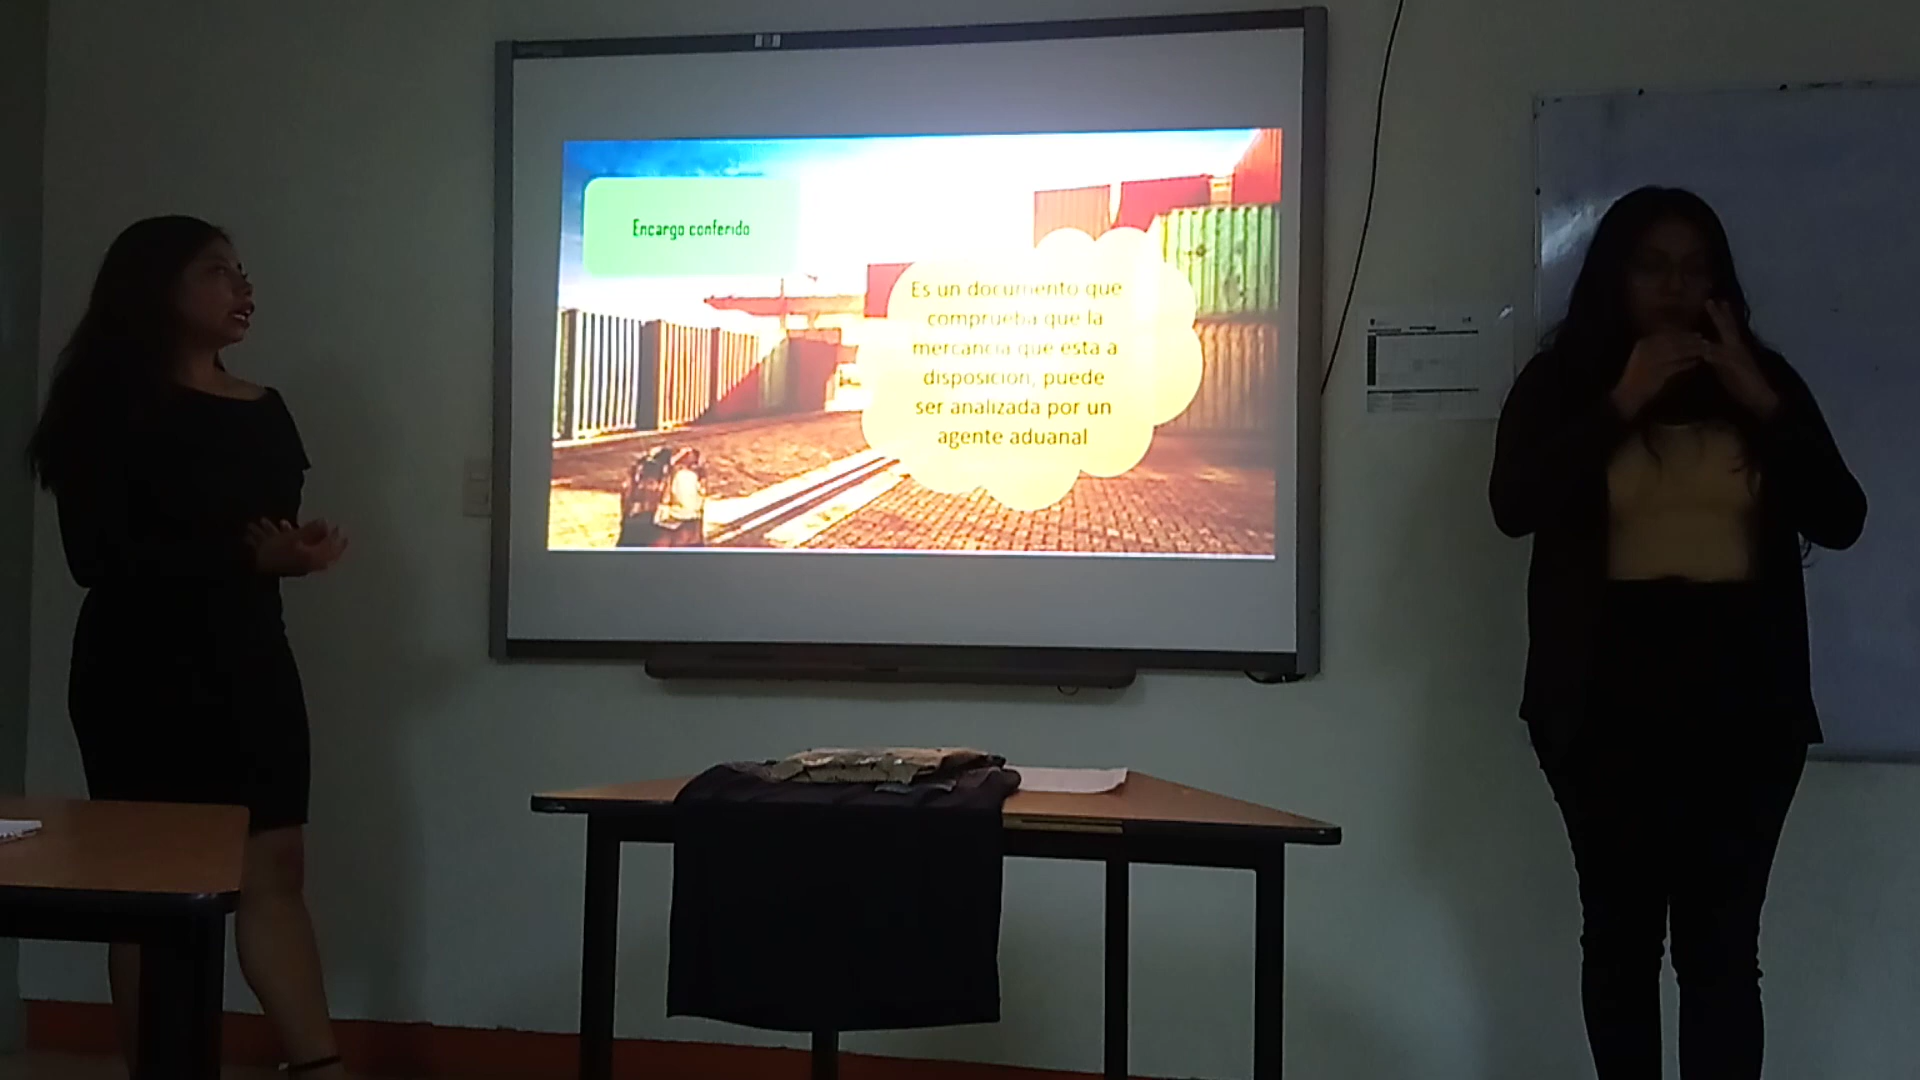 Encargo conferido
Es un documento que
comprueba que la
mercancia que esta a
disposicion, puede
ser analizada por un
agente aduanal